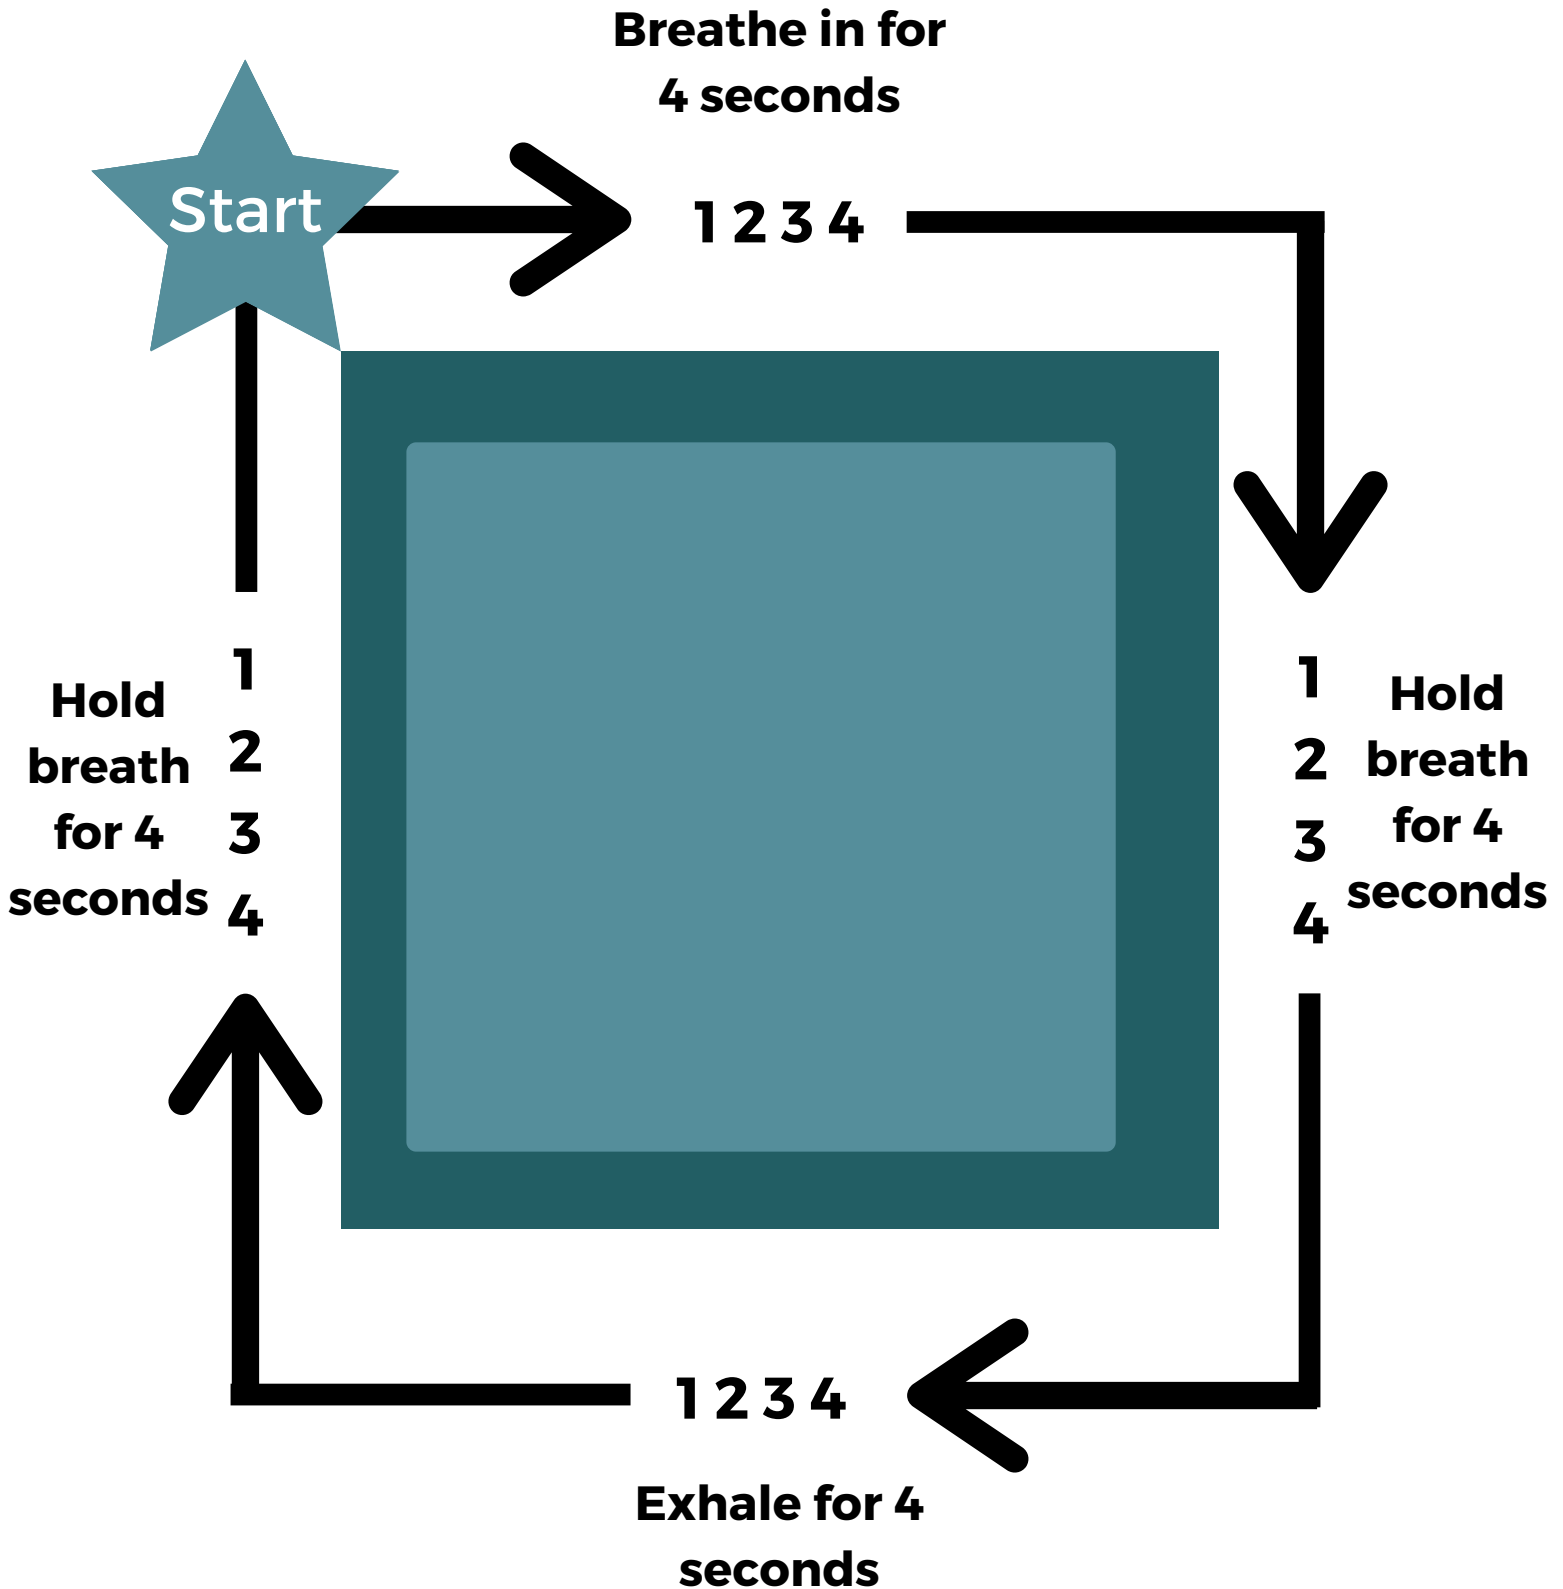 Breathe in for
4 seconds
Start
1 2 3 4
1
2
3
4
Hold
breath
for 4
seconds
1 2 3 4
Exhale for 4
seconds
Hold
breath
for 4
seconds
1
2
3
4